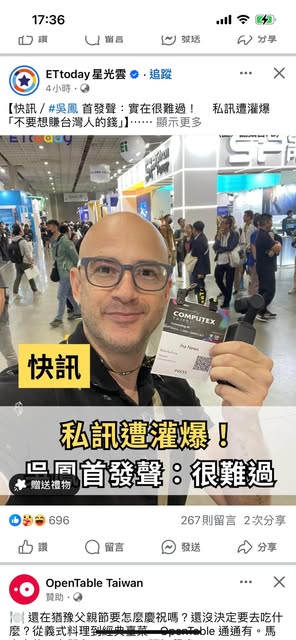 17:36
讚
留言
發送
分享
ETtoday 星光雲 · 追蹤
4小時 ·
【快訊 / #吳鳳 首發聲:實在很難過! 私訊遭灌爆
「不要想賺台灣人的錢」】…… 顯示更多
ETtoday
COMPUTEX
TAIPEI
the News
PRESS
快訊
私訊遭灌爆!
吳鳳首發聲:很難過
贈送禮物
696
267則留言 2次分享
讚
留言
發送
分享
OpenTable Taiwan
贊助 ·
🍽️ 還在猶豫父親節要怎麼慶祝嗎?還沒決定要去吃什
麼?從義式料理到經典臺菜,OpenTable 通通有。馬